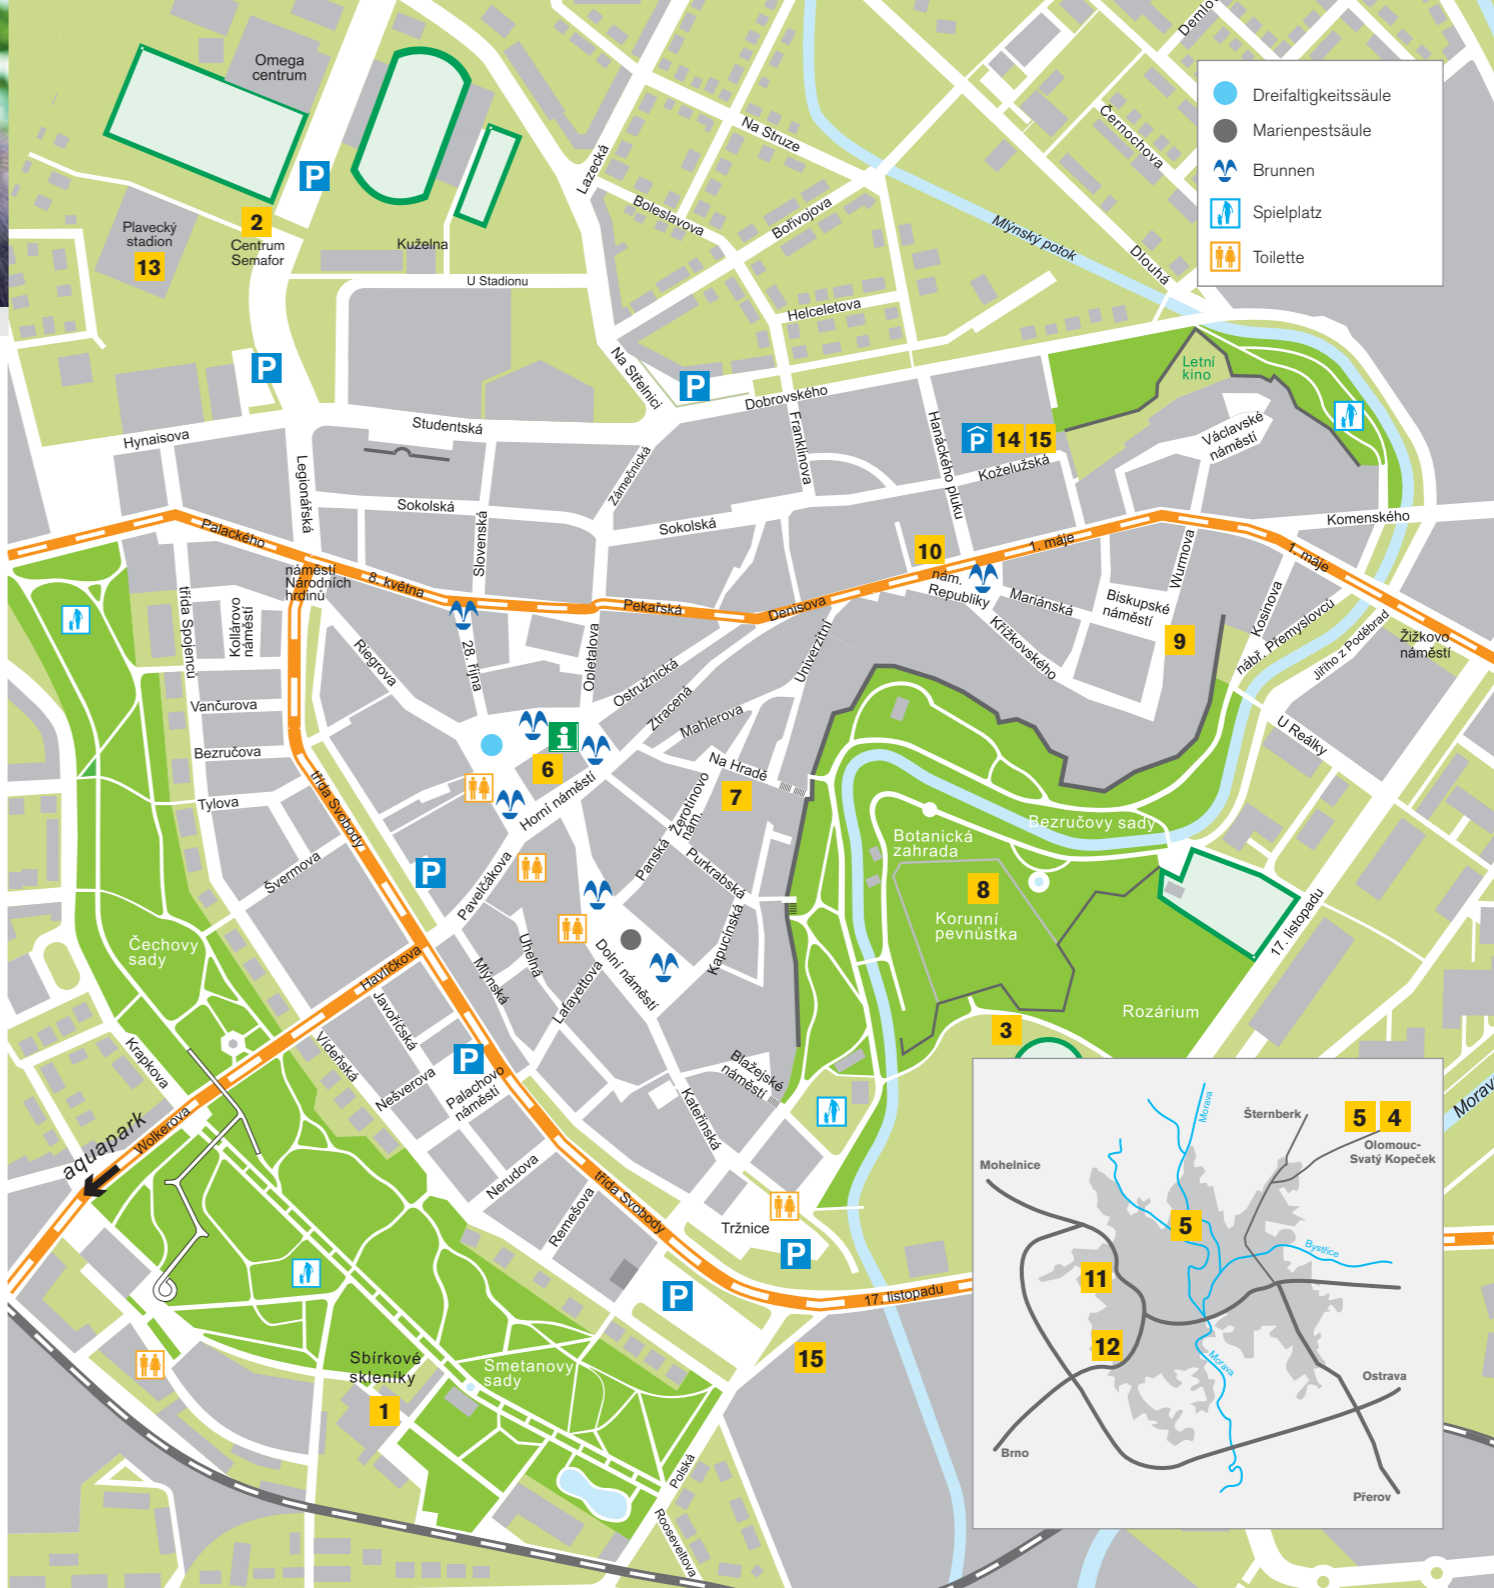 Omega
centrum
P
2
Centrum
Semafor
Plavecký
stadion
13
Kuželna
U Stadionu
Lazecká
Na Struze
Boleslavova
Bořivojova
Mlýnský potok
Dlouhá
Černochova
Dreifaltigkeitssäule
Marienpestsäule
Brunnen
Spielplatz
Toilette
Helceletova
Na Střelnici
P
P
Dobrovského
Letní
kino
Hynaisova
Studentská
Legionářská
Zámečnická
Franklinova
Hanáckého pluku
P
14
15
Koželužská
Václavské
náměstí
Sokolská
Sokolská
Slovenská
Komenského
Palackého
náměstí
Národních
hrdinů
8. května
Pekařská
Denisova
10
1. máje
1. máje
nám.
Republiky
Mariánská
Biskupské
náměstí
Wurmova
9
Křížkovského
Kosinova
nábř. Přemyslovců
Jiřího z Poděbrad
Žižkovo
náměstí
U Reálky
třída Spojenců
Kollárovo
náměstí
Vančurova
Bezručova
Tylova
Švermova
Riegrova
28. října
Opletalova
Ostružnická
Ztracená
Mahlerova
Univerzitní
Na Hradě
7
i
6
Horní náměstí
Žerotínovo
nám.
Panská
Purkrabská
Kapucínská
třída Svobody
P
Pavelčákova
Uhelná
Mlýnská
Lafayettova
Dolní náměstí
Bezručovy sady
Botanická
zahrada
8
Korunní
pevnůstka
17. listopadu
Rozárium
3
Čechovy
sady
Havlíčkova
Javoříčská
Vídeňská
Nešverova
P
Palachovo
náměstí
Krapkova
aquapark
Wolkerova
Blažejské
náměstí
Kateřinská
Nerudova
Remešova
třída Svobody
Tržnice
P
P
17. listopadu
15
Sbírkové
skleníky
1
Smetanovy
sady
Polská
Rooseveltova
Morava
Šternberk
5
4
Olomouc-
Svatý Kopeček
Mohelnice
5
Bystřice
11
12
Morava
Ostrava
Brno
Přerov